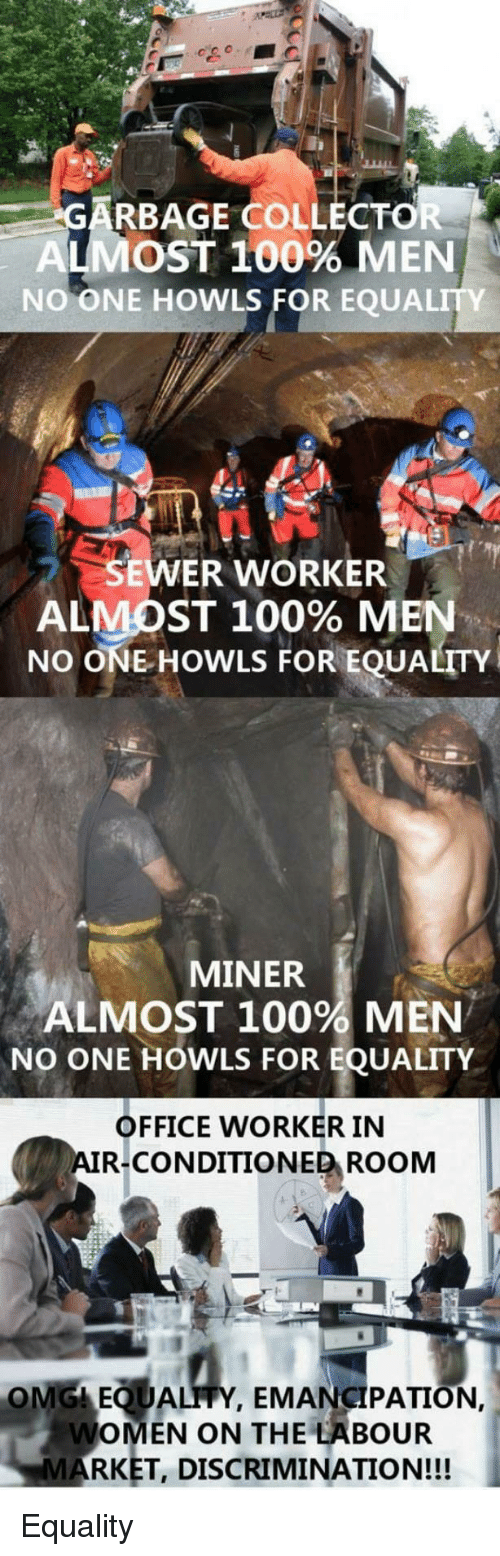 GARBAGE COLLECTOR
ALMOST 100% MEN
NO ONE HOWLS FOR EQUALITY
SEWER WORKER
ALMOST 100% MEN
NO ONE HOWLS FOR EQUALITY
MINER
ALMOST 100% MEN
NO ONE HOWLS FOR EQUALITY
OFFICE WORKER IN
AIR-CONDITIONED ROOM
OMG! EQUALITY, EMANCIPATION,
WOMEN ON THE LABOUR
MARKET, DISCRIMINATION!!!
Equality